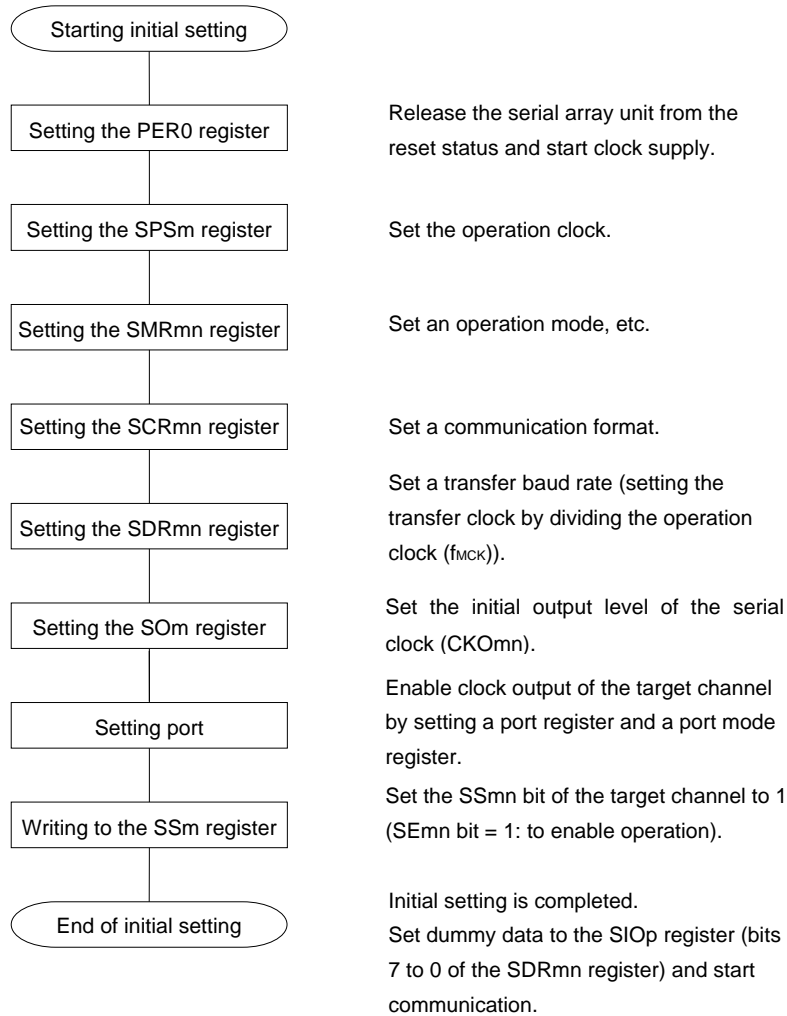 Starting initial setting
Setting the PER0 register
Release the serial array unit from the
reset status and start clock supply.
Setting the SPSm register
Set the operation clock.
Setting the SMRmn register
Set an operation mode, etc.
Setting the SCRmn register
Set a communication format.
Setting the SDRmn register
Set a transfer baud rate (setting the
transfer clock by dividing the operation
clock (fMCK)).
Setting the SOm register
Set the initial output level of the serial
clock (CKOmn).
Setting port
Enable clock output of the target channel
by setting a port register and a port mode
register.
Writing to the SSm register
Set the SSmn bit of the target channel to 1
(SEmn bit = 1: to enable operation).
End of initial setting
Initial setting is completed.
Set dummy data to the SIOp register (bits
7 to 0 of the SDRmn register) and start
communication.